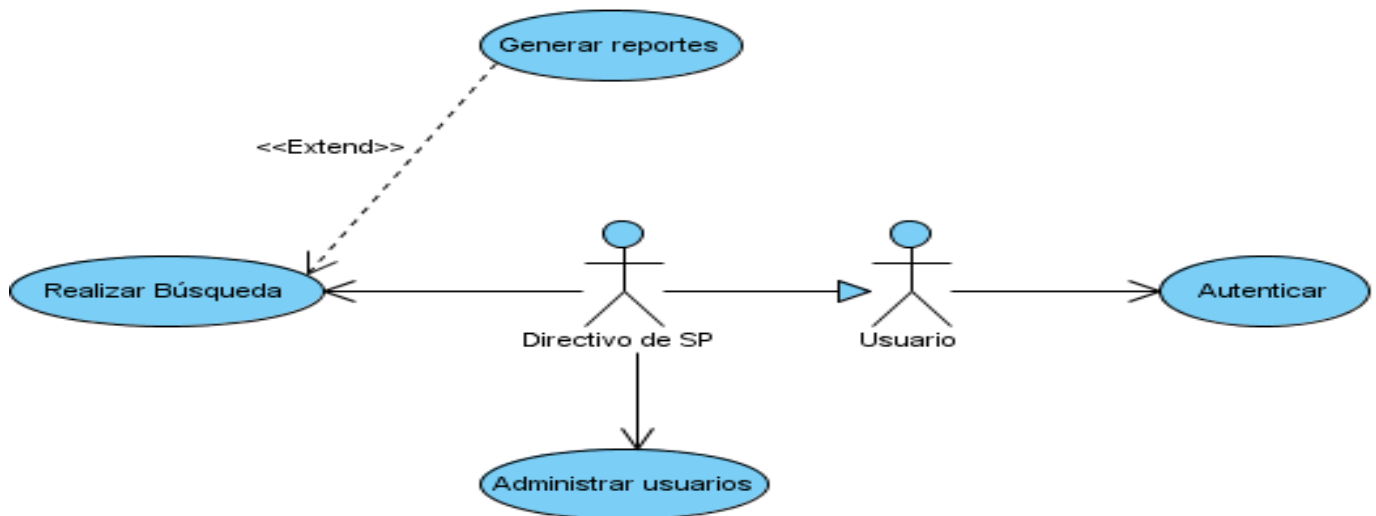 Generar reportes
<<Extend>>
Realizar Búsqueda
Autenticar
Directivo de SP
Usuario
Administrar usuarios